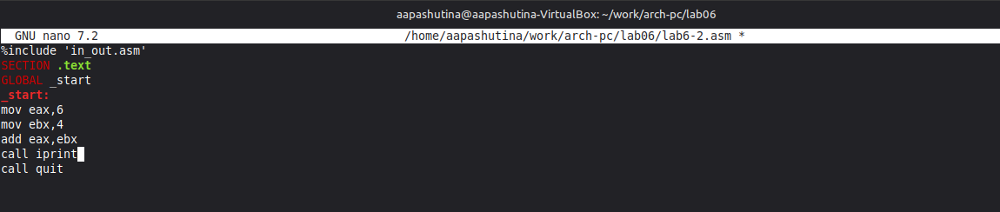 aapashutina@aapashutina-VirtualBox: ~/work/arch-pc/lab06
GNU nano 7.2 /home/aapashutina/work/arch-pc/lab06/lab6-2.asm *
%include 'in_out.asm'
SECTION .text
GLOBAL _start
_start:
mov eax,6
mov ebx,4
add eax,ebx
call iprint
call quit